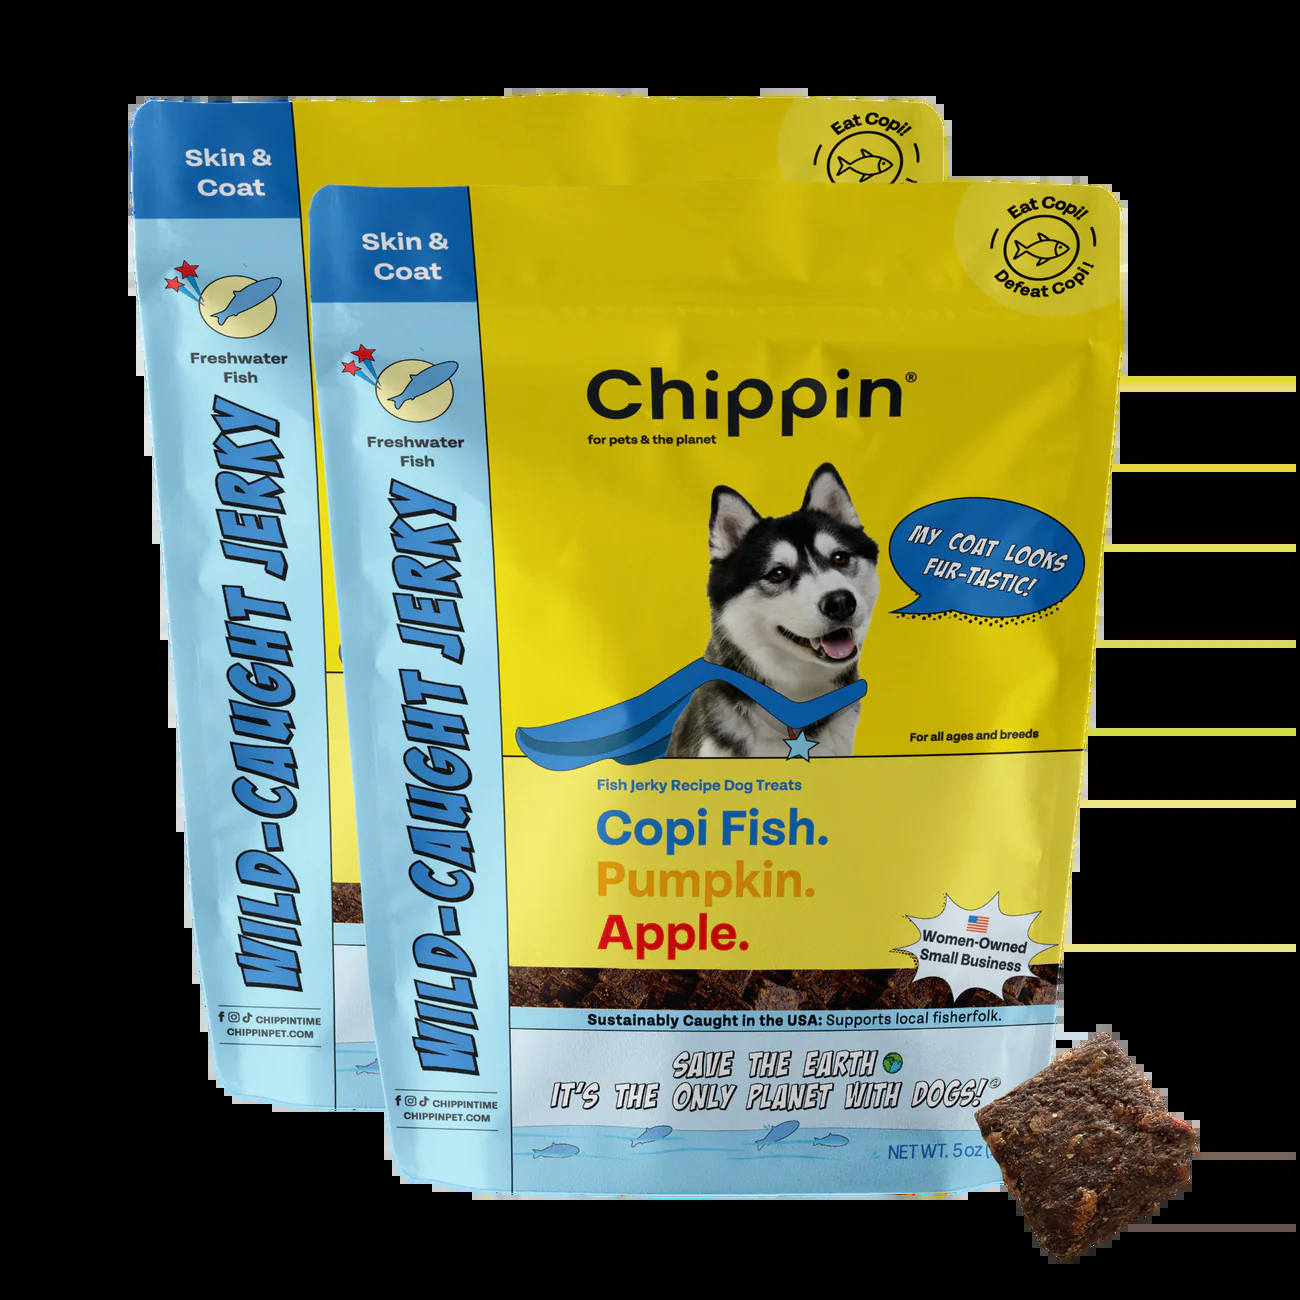 Skin &
Coat
Freshwater
Fish
WILD-CAUGHT JERKY
CHIPPINTIME
CHIPPINPET.COM
Eat Copi!
Skin &
Coat
Freshwater
Fish
WILD-CAUGHT JERKY
CHIPPINTIME
CHIPPINPET.COM
Eat Copi!
Defeat Copi!
Chippin®
for pets & the planet
MY COAT LOOKS
FUR-TASTIC!
For all ages and breeds
Fish Jerky Recipe Dog Treats
Copi Fish.
Pumpkin.
Apple.
Women-Owned
Small Business
Sustainably Caught in the USA: Supports local fisherfolk.
SAVE THE EARTH
IT'S THE ONLY PLANET WITH DOGS!®
NET WT. 5 oz (